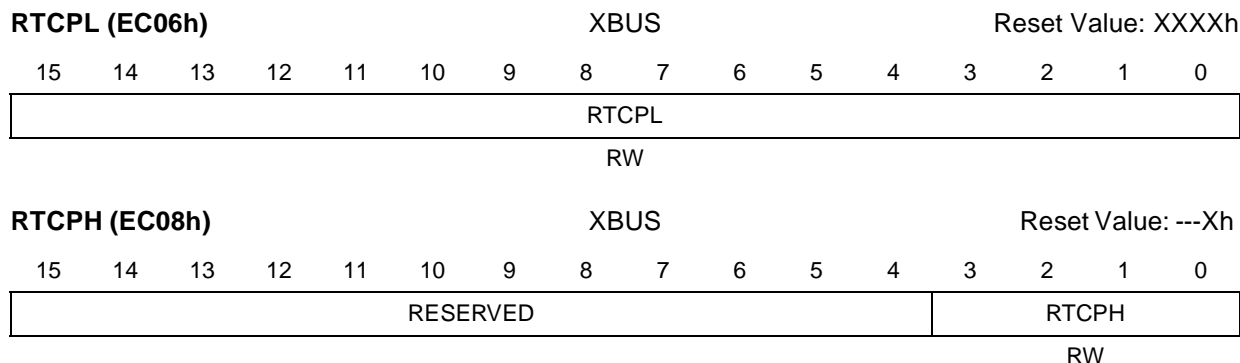 RTCPL (EC06h) XBUS Reset Value: XXXXh
15 14 13 12 11 10 9 8 7 6 5 4 3 2 1 0
RTCPL
RW
RTCPH (EC08h) XBUS Reset Value: ---Xh
15 14 13 12 11 10 9 8 7 6 5 4 3 2 1 0
RESERVED RTCPH
RW